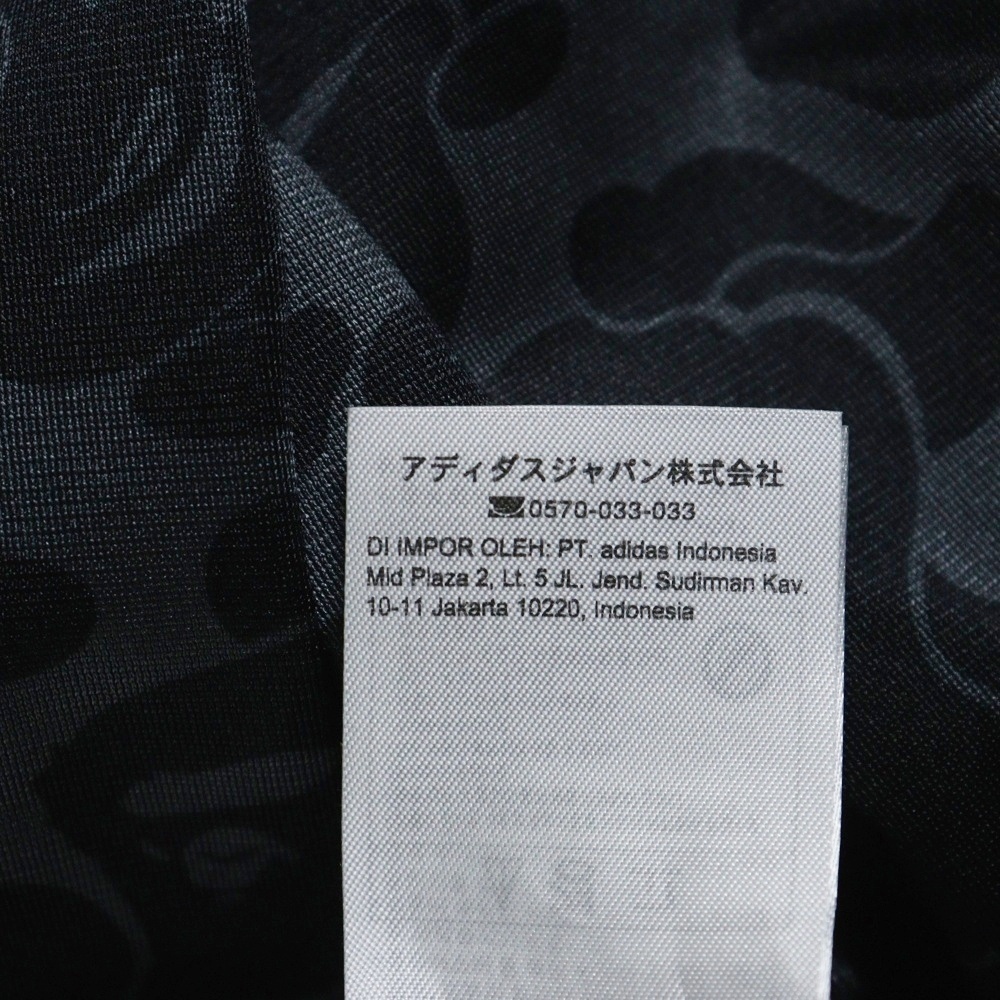 アディダスジャパン株式会社
0570-033-033
DI IMPOR OLEH: PT. adidas Indonesia
Mid Plaza 2, Lt. 5 JL. Jend. Sudirman Kav.
10-11 Jakarta 10220, Indonesia